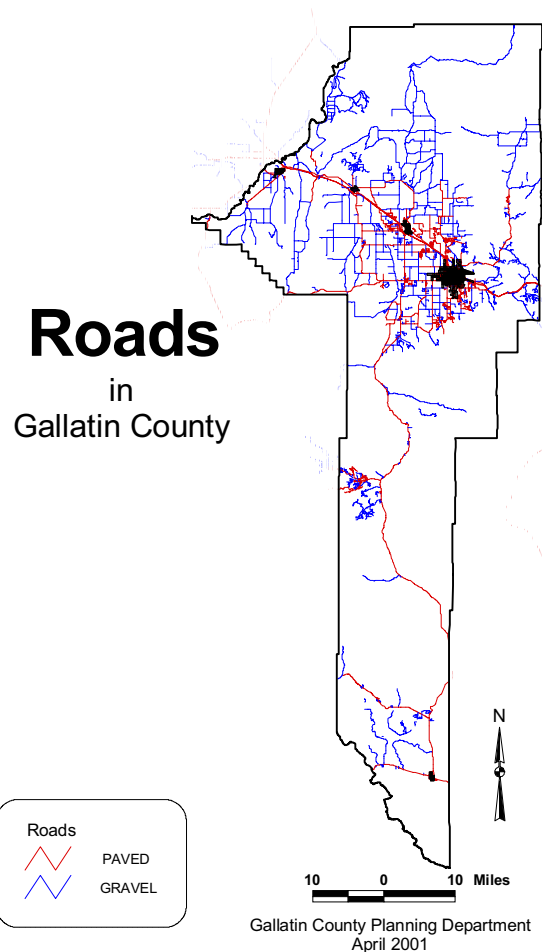 Roads
in
Gallatin County
N
Roads
PAVED
GRAVEL
10 0 10 Miles
Gallatin County Planning Department
April 2001